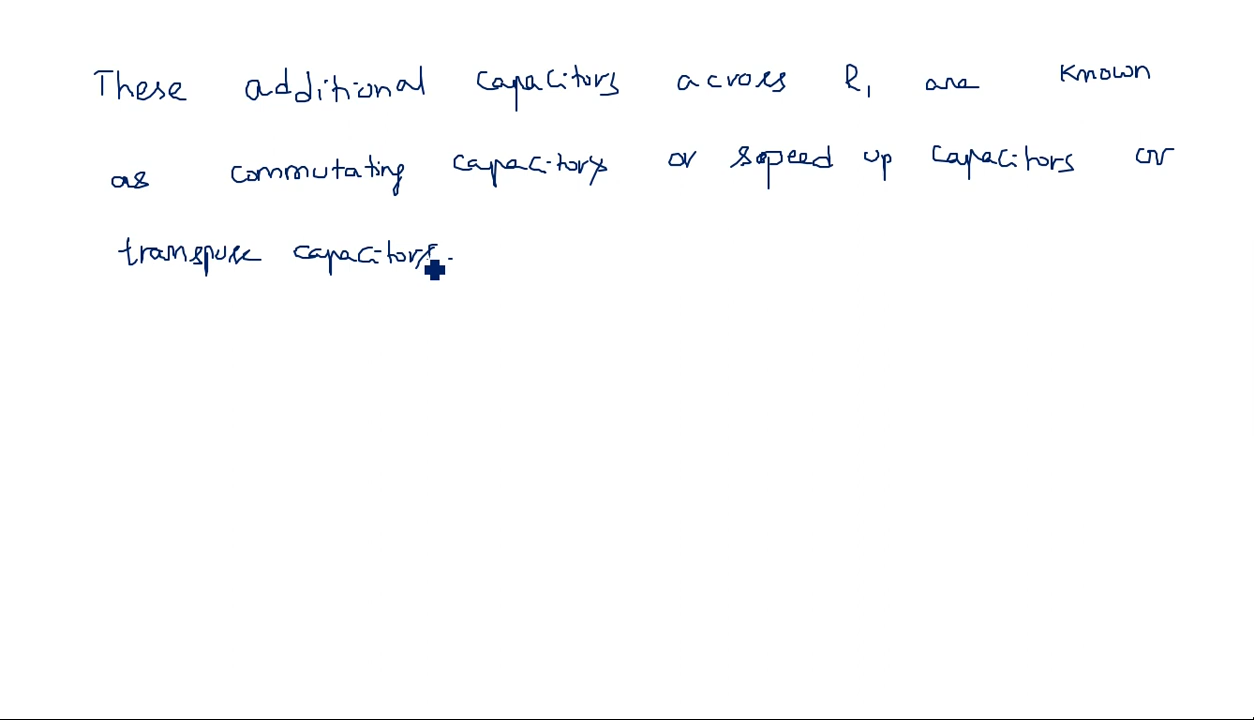 These additional capacitors across R₁ are known
as commutating capacitors or speed up capacitors or
transpose capacitors.